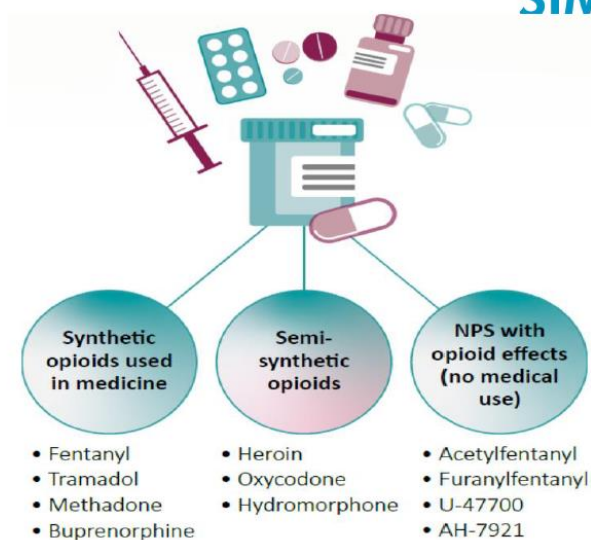 Synthetic
opioids used
in medicine
Semi-
synthetic
opioids
NPS with
opioid effects
(no medical
use)
• Fentanyl
• Tramadol
• Methadone
• Buprenorphine
• Heroin
• Oxycodone
• Hydromorphone
• Acetylfentanyl
• Furanylfentanyl
• U-47700
• AH-7921